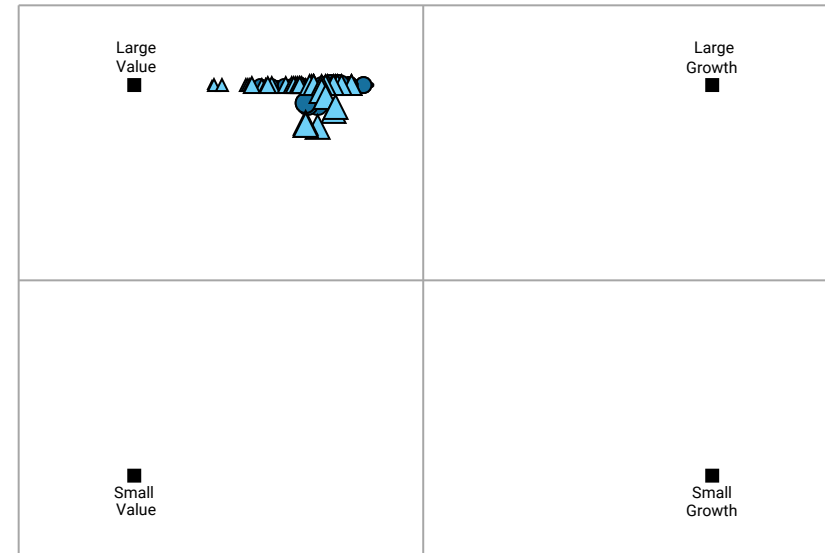 Large
Value
Large
Growth
Small
Value
Small
Growth